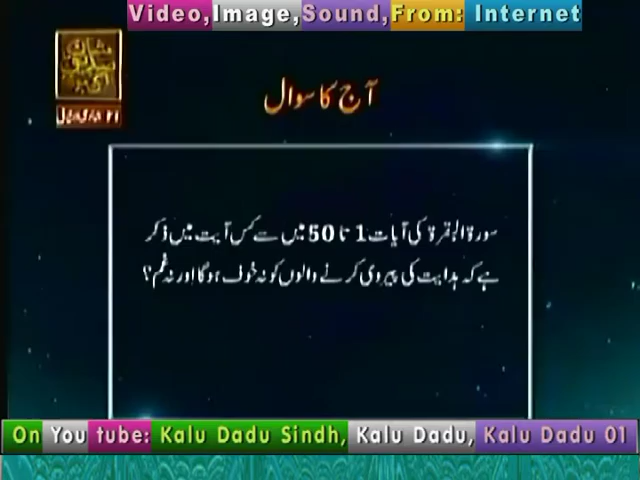 Video,Image,Sound,From: Internet
آج کا سوال
سورۃ البقرۃ کی آیات 1 تا 50 میں سے کس آیت میں ذکر
ہے کہ ہدایت کی پیروی کرنے والوں کو نہ خوف ہوگا اور نہ غم؟
On You tube: Kalu Dadu Sindh, Kalu Dadu, Kalu Dadu 01